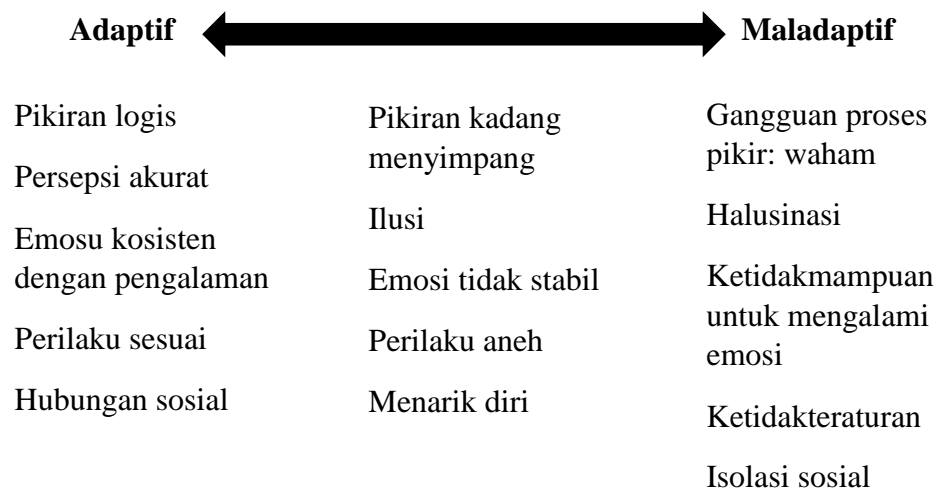 Adaptif
Maladaptif
Pikiran logis
Persepsi akurat
Emosu kosisten
dengan pengalaman
Perilaku sesuai
Hubungan sosial
Pikiran kadang
menyimpang
Ilusi
Emosi tidak stabil
Perilaku aneh
Menarik diri
Gangguan proses
pikir: waham
Halusinasi
Ketidakmampuan
untuk mengalami
emosi
Ketidakteraturan
Isolasi sosial